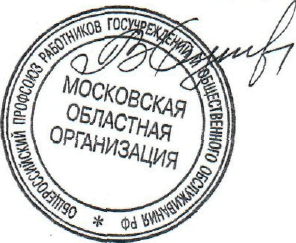 ОБЩЕРОССИЙСКИЙ ПРОФСОЮЗ РАБОТНИКОВ ГОСУЧРЕЖДЕНИЙ И ОБЩЕСТВЕННОГО ОБСЛУЖИВАНИЯ РФ *
МОСКОВСКАЯ
ОБЛАСТНАЯ
ОРГАНИЗАЦИЯ